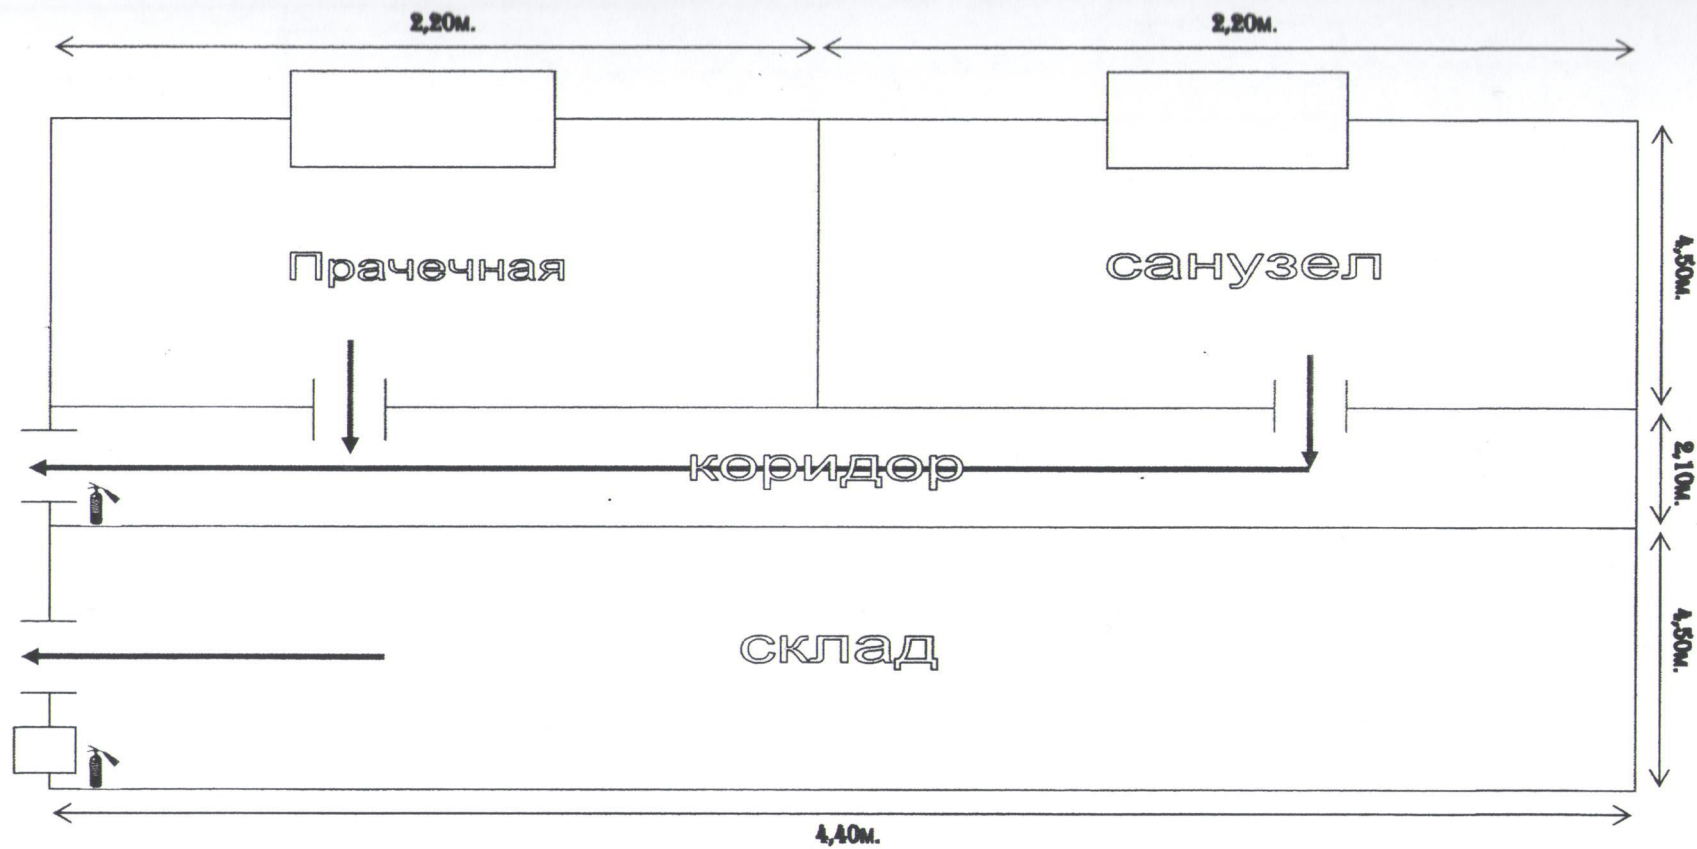 2,20м.
2,20м.
Прачечная
санузел
4,50м.
коридор
2,10м.
склад
4,50м.
4,40м.